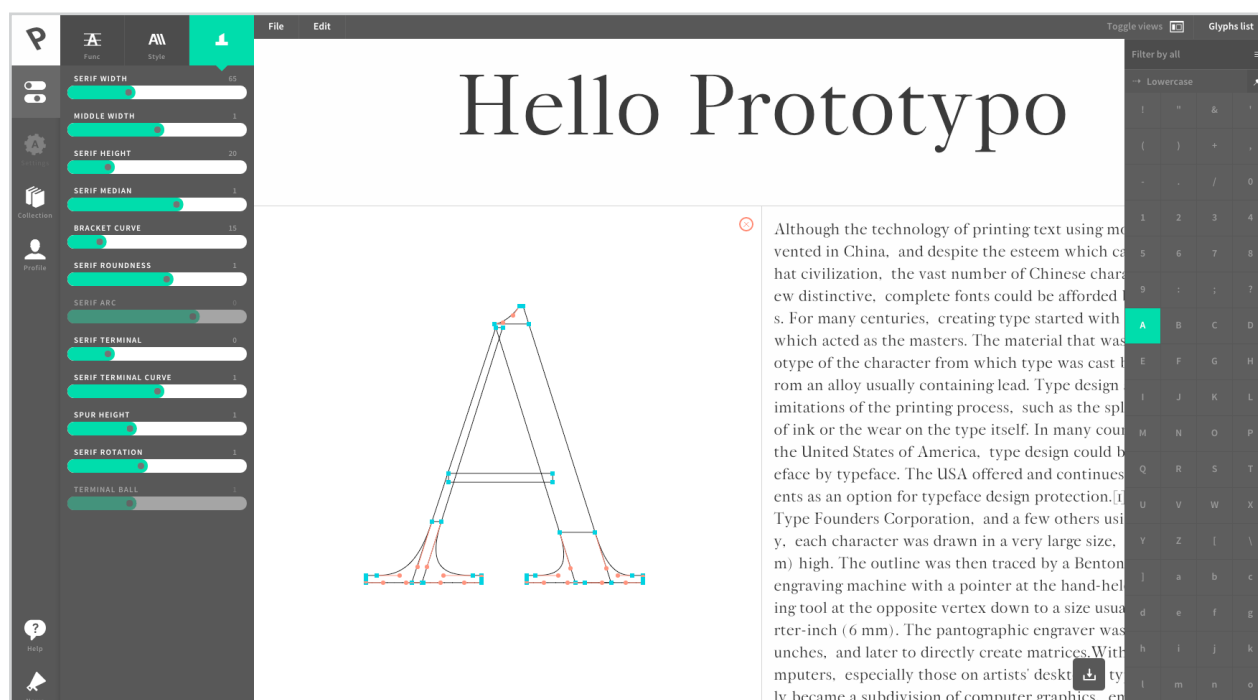 File Edit Toggle views Glyphs list
Func Style
SERIF WIDTH 65
MIDDLE WIDTH 1
SERIF HEIGHT 20
SERIF MEDIAN 1
BRACKET CURVE 15
SERIF ROUNDNESS 1
SERIF ARC 0
SERIF TERMINAL 0
SERIF TERMINAL CURVE 1
SPUR HEIGHT 1
SERIF ROTATION 1
TERMINAL BALL 1
Collection
Profile
Help
Hello Prototypo
A
Although the technology of printing text using mo
vented in China, and despite the esteem which ca
hat civilization, the vast number of Chinese chara
ew distinctive, complete fonts could be afforded
s. For many centuries, creating type started with
which acted as the masters. The material that was
otype of the character from which type was cast
rom an alloy usually containing lead. Type design
imitations of the printing process, such as the spl
of ink or the wear on the type itself. In many cour
the United States of America, type design could b
eface by typeface. The USA offered and continues
ents as an option for typeface design protection.[1]
Type Founders Corporation, and a few others usi
y, each character was drawn in a very large size,
m) high. The outline was then traced by a Benton
engraving machine with a pointer at the hand-hel
ing tool at the opposite vertex down to a size usua
rter-inch (6 mm). The pantographic engraver was
unches, and later to directly create matrices.With
mputers, especially those on artists' deskt ty
ly became a subdivision of computer graphics en
Filter by all
→ Lowercase
! " &
( ) + ,
- . / 0
1 2 3 4
5 6 7 8
9 : ; ?
A B C D
E F G H
I J K L
M N O P
Q R S T
U V W X
Y Z [ \
] a b c
d e f g
h i j k
l m n o